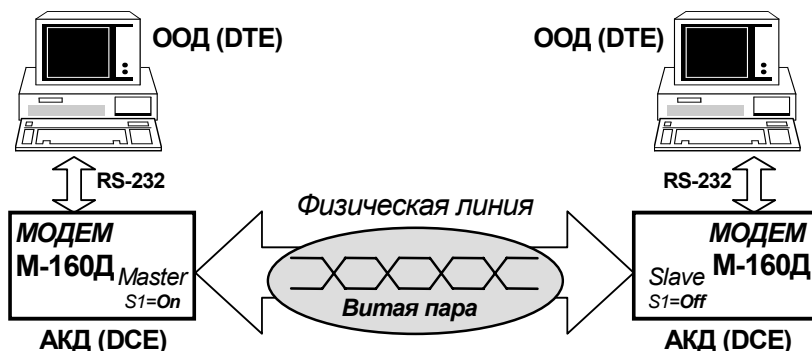 ООД (DTE)
ООД (DTE)
RS-232
RS-232
Физическая линия
МОДЕМ
М-160Д Master
S1=On
Витая пара
МОДЕМ
Slave М-160Д
S1=Off
АКД (DCE)
АКД (DCE)